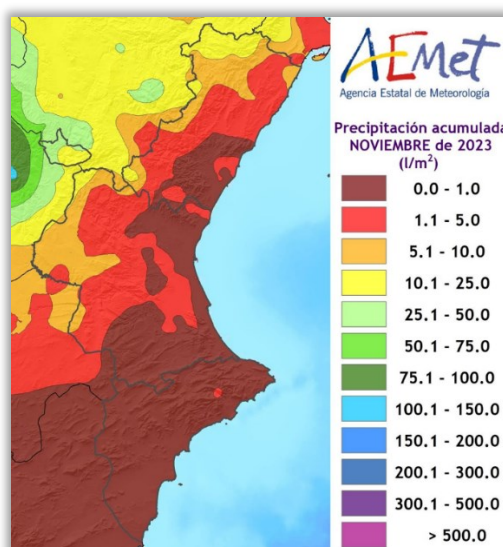 AEMet
Agencia Estatal de Meteorología
Precipitación acumulada
NOVIEMBRE de 2023
(l/m²)
0.0 - 1.0
1.1 - 5.0
5.1 - 10.0
10.1 - 25.0
25.1 - 50.0
50.1 - 75.0
75.1 - 100.0
100.1 - 150.0
150.1 - 200.0
200.1 - 300.0
300.1 - 500.0
> 500.0